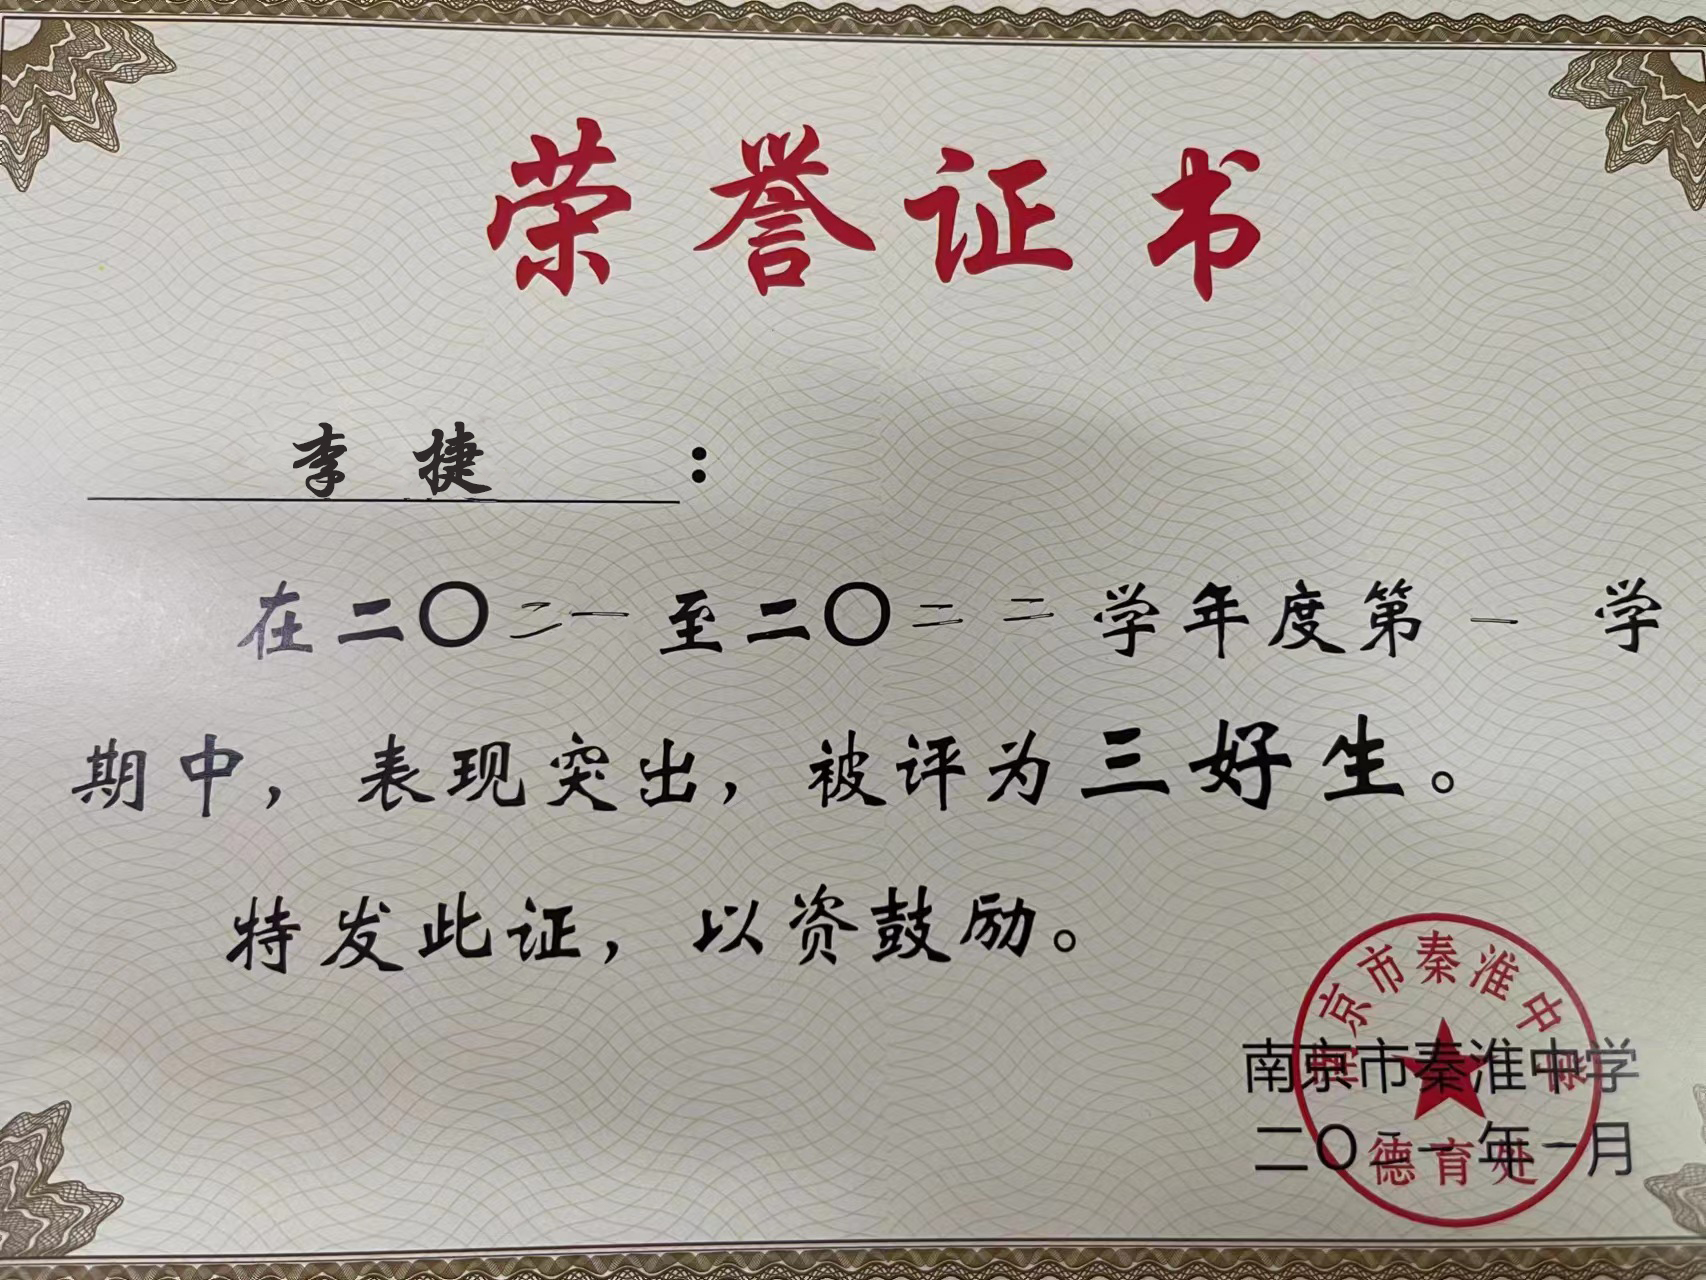 荣誉证书
李捷：
在二〇二一至二〇二二学年度第一学
期中，表现突出，被评为三好生。
特发此证，以资鼓励。
南京市秦淮中学
南京市秦淮中学
二〇二一年一月
德育处